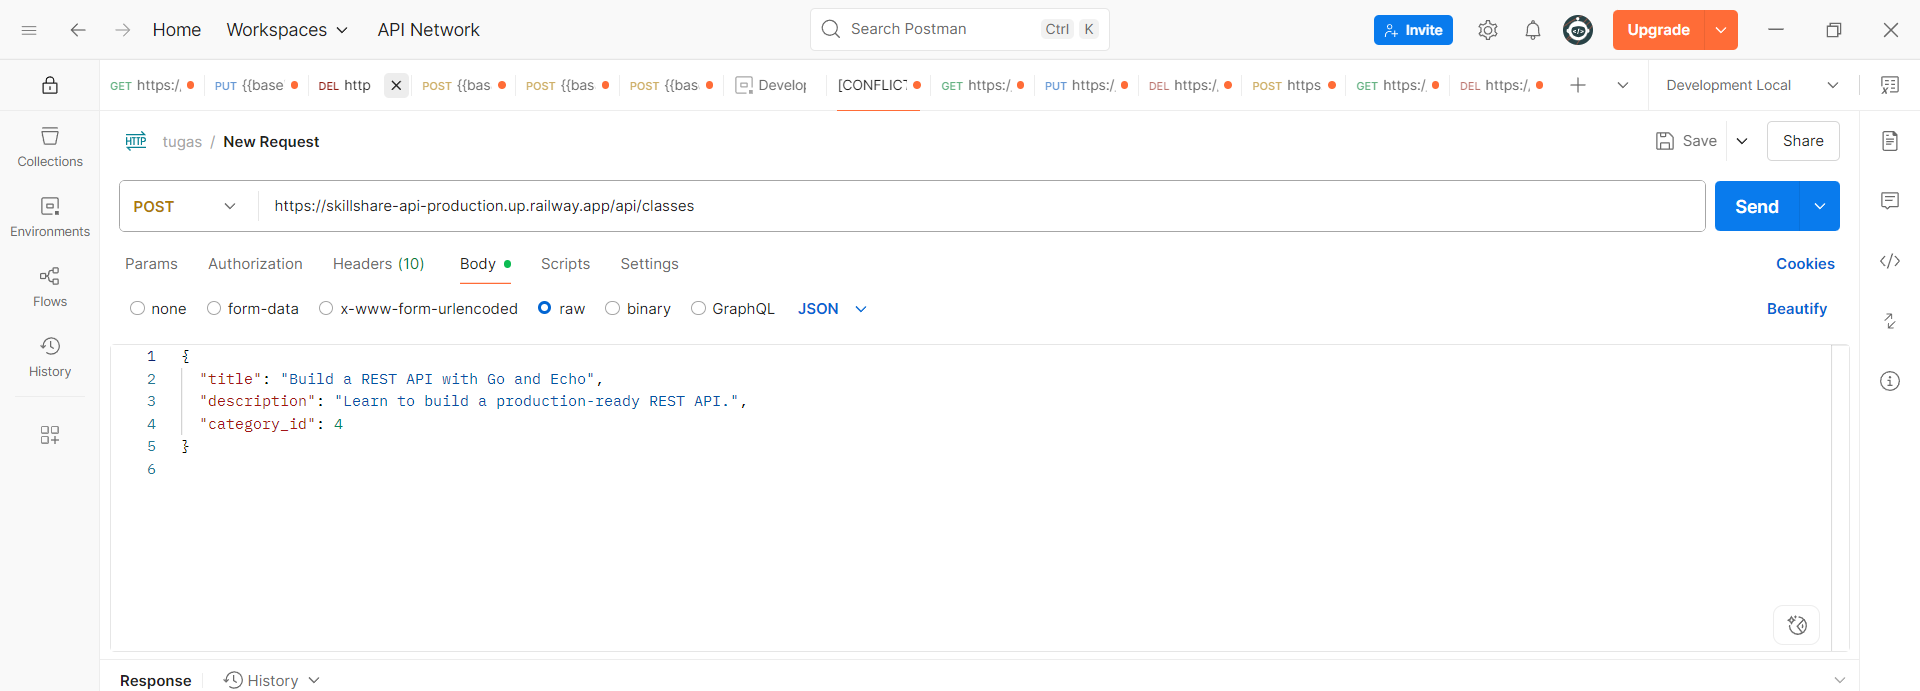 Home Workspaces API Network Search Postman Ctrl K Invite Upgrade
GET https:/, PUT {{base DEL http POST {{bas POST {{bas POST {{bas Develop [CONFLICT GET https:/ PUT https:/ DEL https:/, POST https GET https:/ DEL https:/, Development Local
HTTP tugas / New Request Save Share
Collections
POST https://skillshare-api-production.up.railway.app/api/classes Send
Environments
Params Authorization Headers (10) Body Scripts Settings Cookies
Flows
none form-data x-www-form-urlencoded raw binary GraphQL JSON Beautify
History
1 {
2 "title": "Build a REST API with Go and Echo",
3 "description": "Learn to build a production-ready REST API.",
4 "category_id": 4
5 }
6
Response History